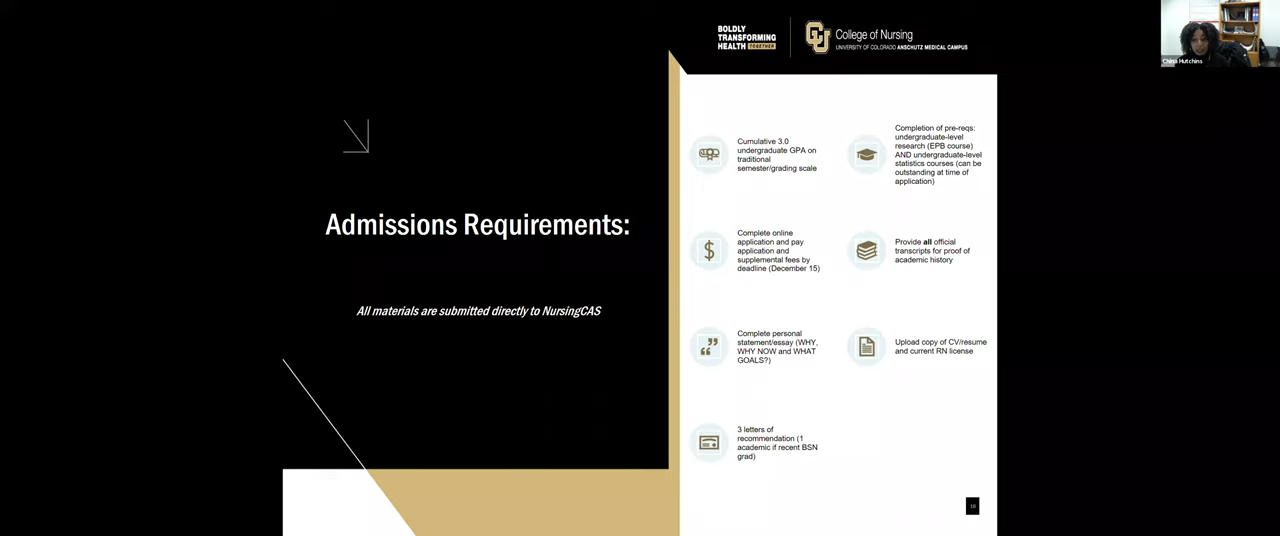 BOLDLY
TRANSFORMING
HEALTH TOGETHER
CU
College of Nursing
UNIVERSITY OF COLORADO ANSCHUTZ MEDICAL CAMPUS
China Hutchins
Admissions Requirements:
All materials are submitted directly to NursingCAS
Cumulative 3.0
undergraduate GPA on
traditional
semester/grading scale
Completion of pre-reqs:
undergraduate-level
research (EPB course)
AND undergraduate-level
statistics courses (can be
outstanding at time of
application)
Complete online
application and pay
application and
supplemental fees by
deadline (December 15)
Provide all official
transcripts for proof of
academic history
Complete personal
statement/essay (WHY,
WHY NOW and WHAT
GOALS?)
Upload copy of CV/resume
and current RN license
3 letters of
recommendation (1
academic if recent BSN
grad)
18